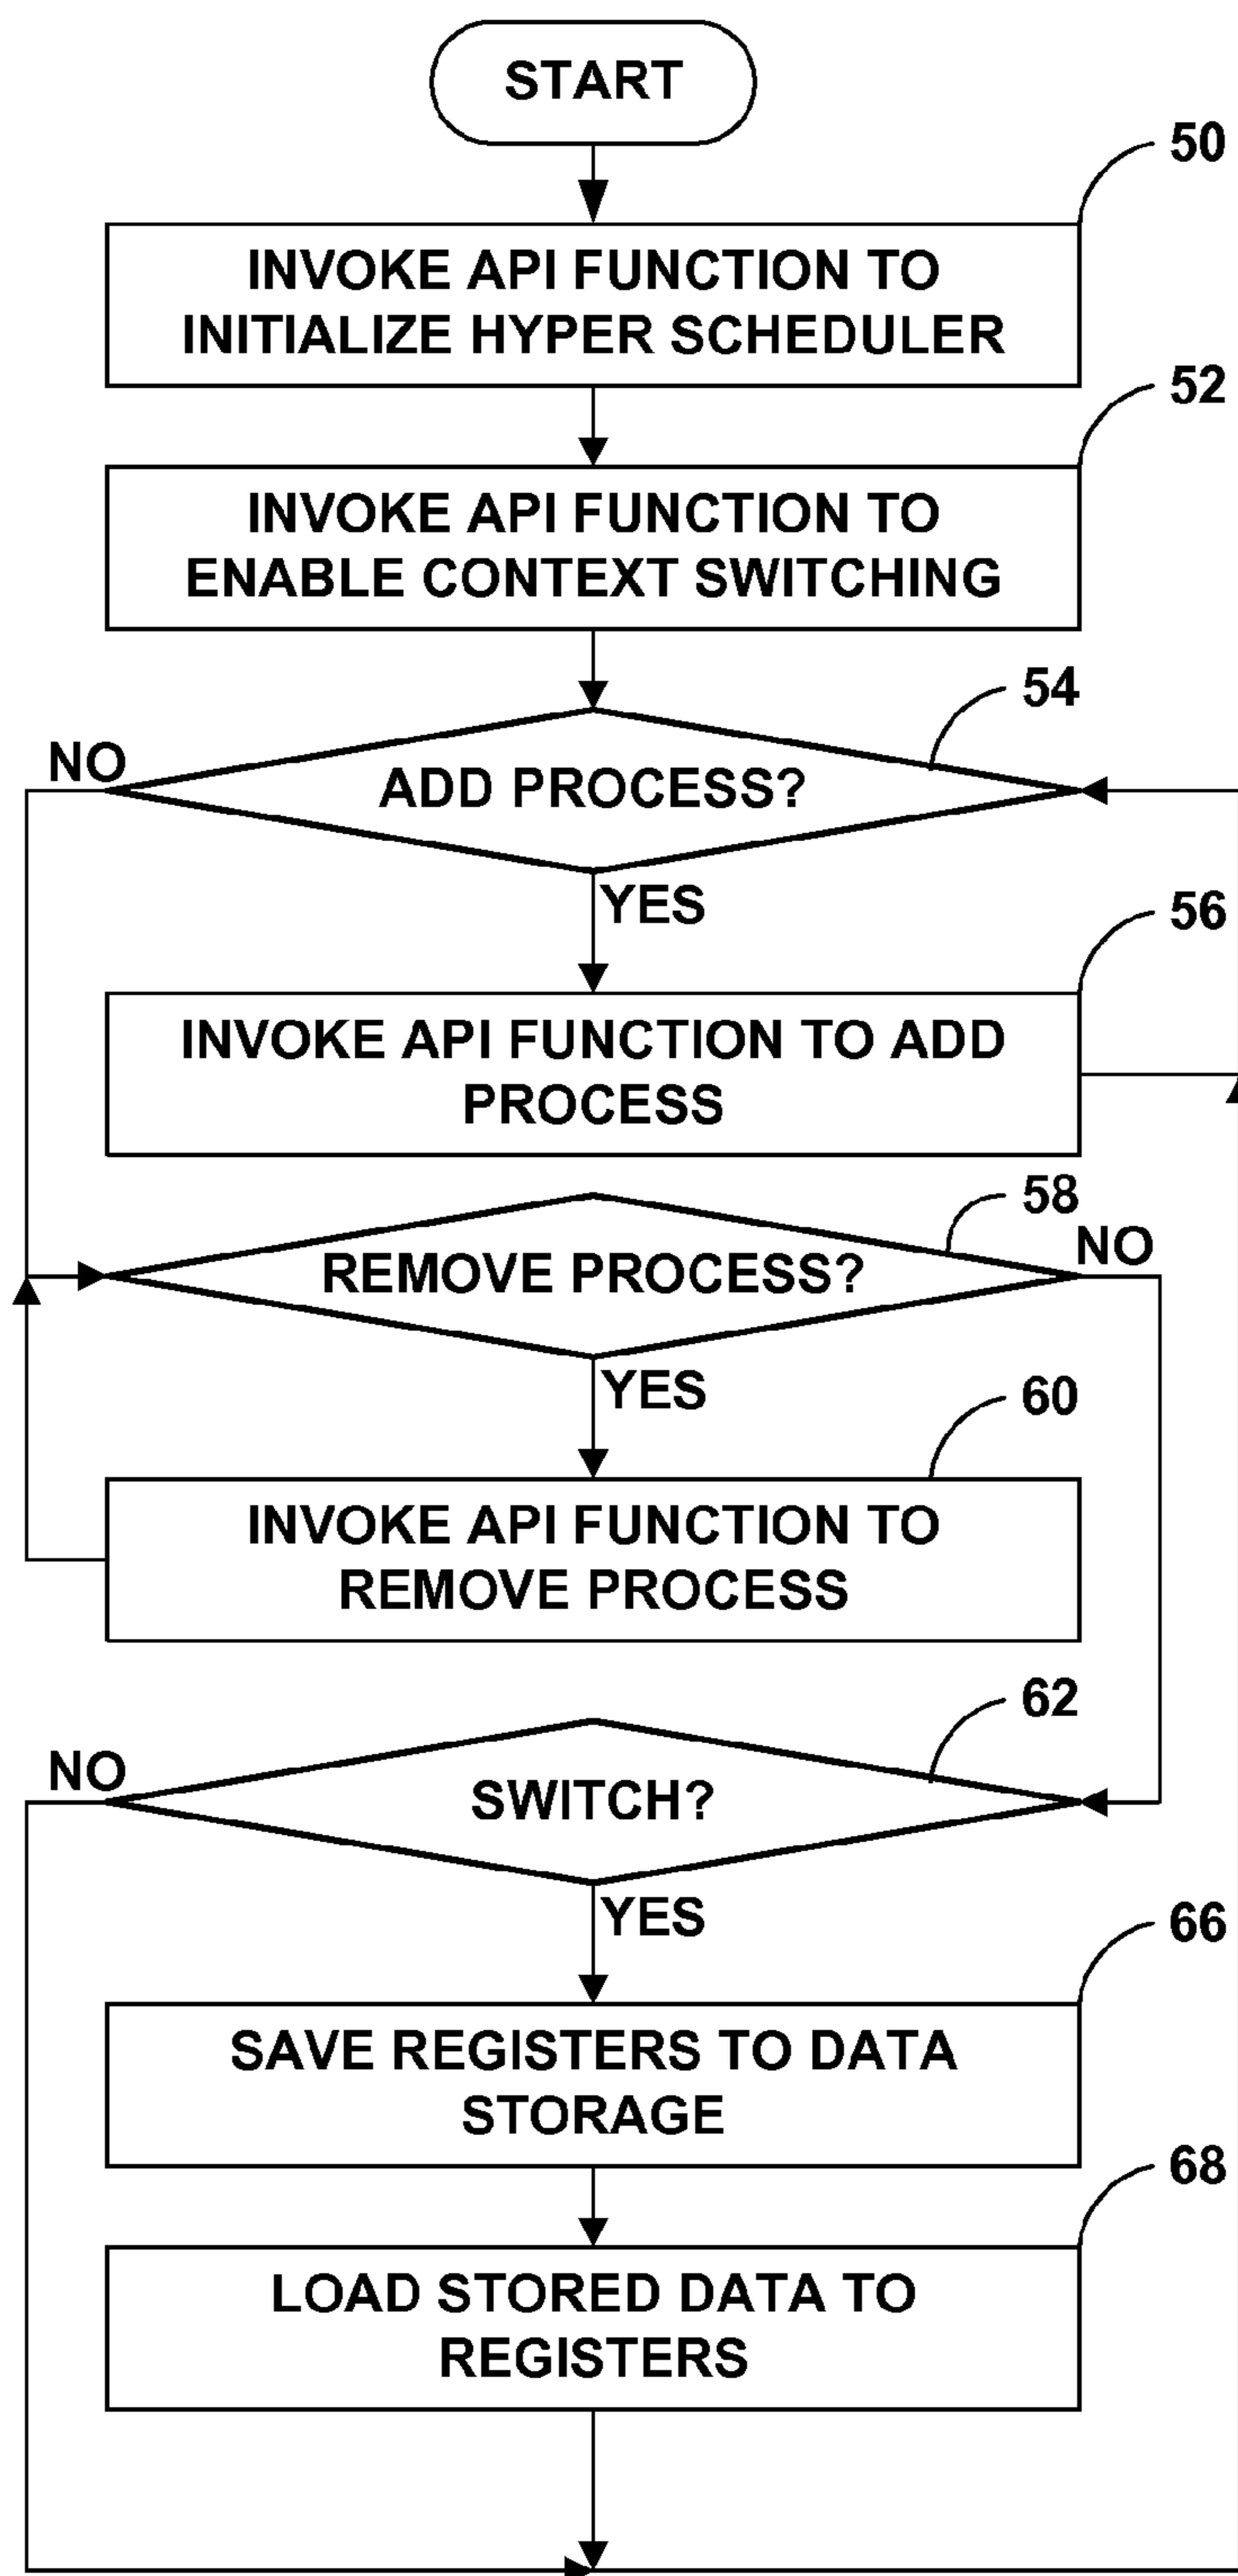 START
50
INVOKE API FUNCTION TO
INITIALIZE HYPER SCHEDULER
52
INVOKE API FUNCTION TO
ENABLE CONTEXT SWITCHING
54
NO
ADD PROCESS?
YES
56
INVOKE API FUNCTION TO ADD
PROCESS
58
NO
REMOVE PROCESS?
YES
60
INVOKE API FUNCTION TO
REMOVE PROCESS
62
NO
SWITCH?
YES
66
SAVE REGISTERS TO DATA
STORAGE
68
LOAD STORED DATA TO
REGISTERS